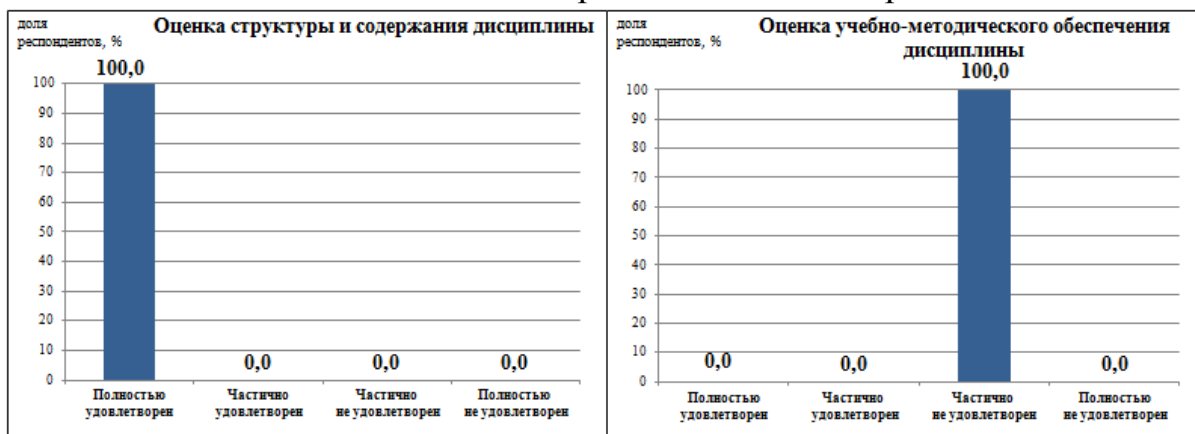 доля
респондентов, %
Оценка структуры и содержания дисциплины
100,0
100
90
80
70
60
50
40
30
20
10
0
0,0
0,0
0,0
Полностью
удовлетворен
Частично
удовлетворен
Частично
не удовлетворен
Полностью
не удовлетворен
доля
респондентов, %
Оценка учебно-методического обеспечения
дисциплины
100,0
100
90
80
70
60
50
40
30
20
10
0
0,0
0,0
0,0
Полностью
удовлетворен
Частично
удовлетворен
Частично
не удовлетворен
Полностью
не удовлетворен